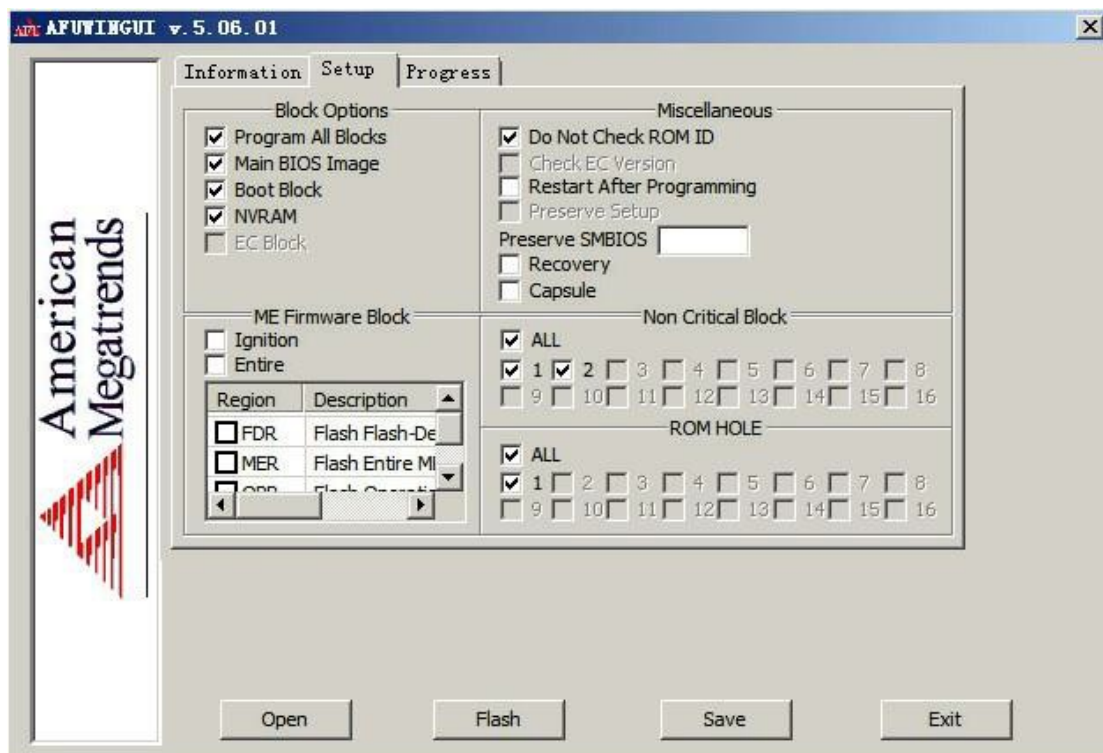 AFUWINGUI v.5.06.01
American
Megatrends
Information Setup Progress
Block Options
Program All Blocks
Main BIOS Image
Boot Block
NVRAM
EC Block
Miscellaneous
Do Not Check ROM ID
Check EC Version
Restart After Programming
Preserve Setup
Preserve SMBIOS
Recovery
Capsule
ME Firmware Block
Ignition
Entire
Region Description
FDR Flash Flash-De
MER Flash Entire
Non Critical Block
ALL
1 2 3 4 5 6 7 8
9 10 11 12 13 14 15 16
ROM HOLE
ALL
1 2 3 4 5 6 7 8
9 10 11 12 13 14 15 16
Open Flash Save Exit